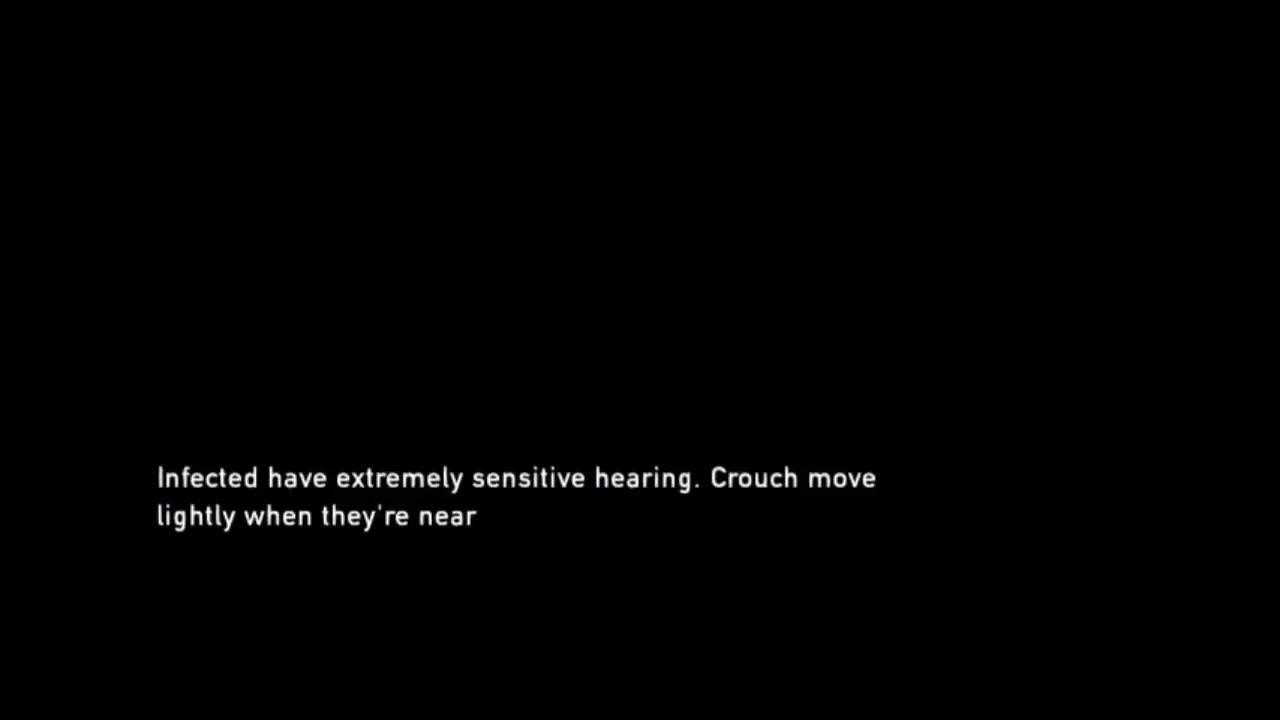 Infected have extremely sensitive hearing. Crouch move
lightly when they're near